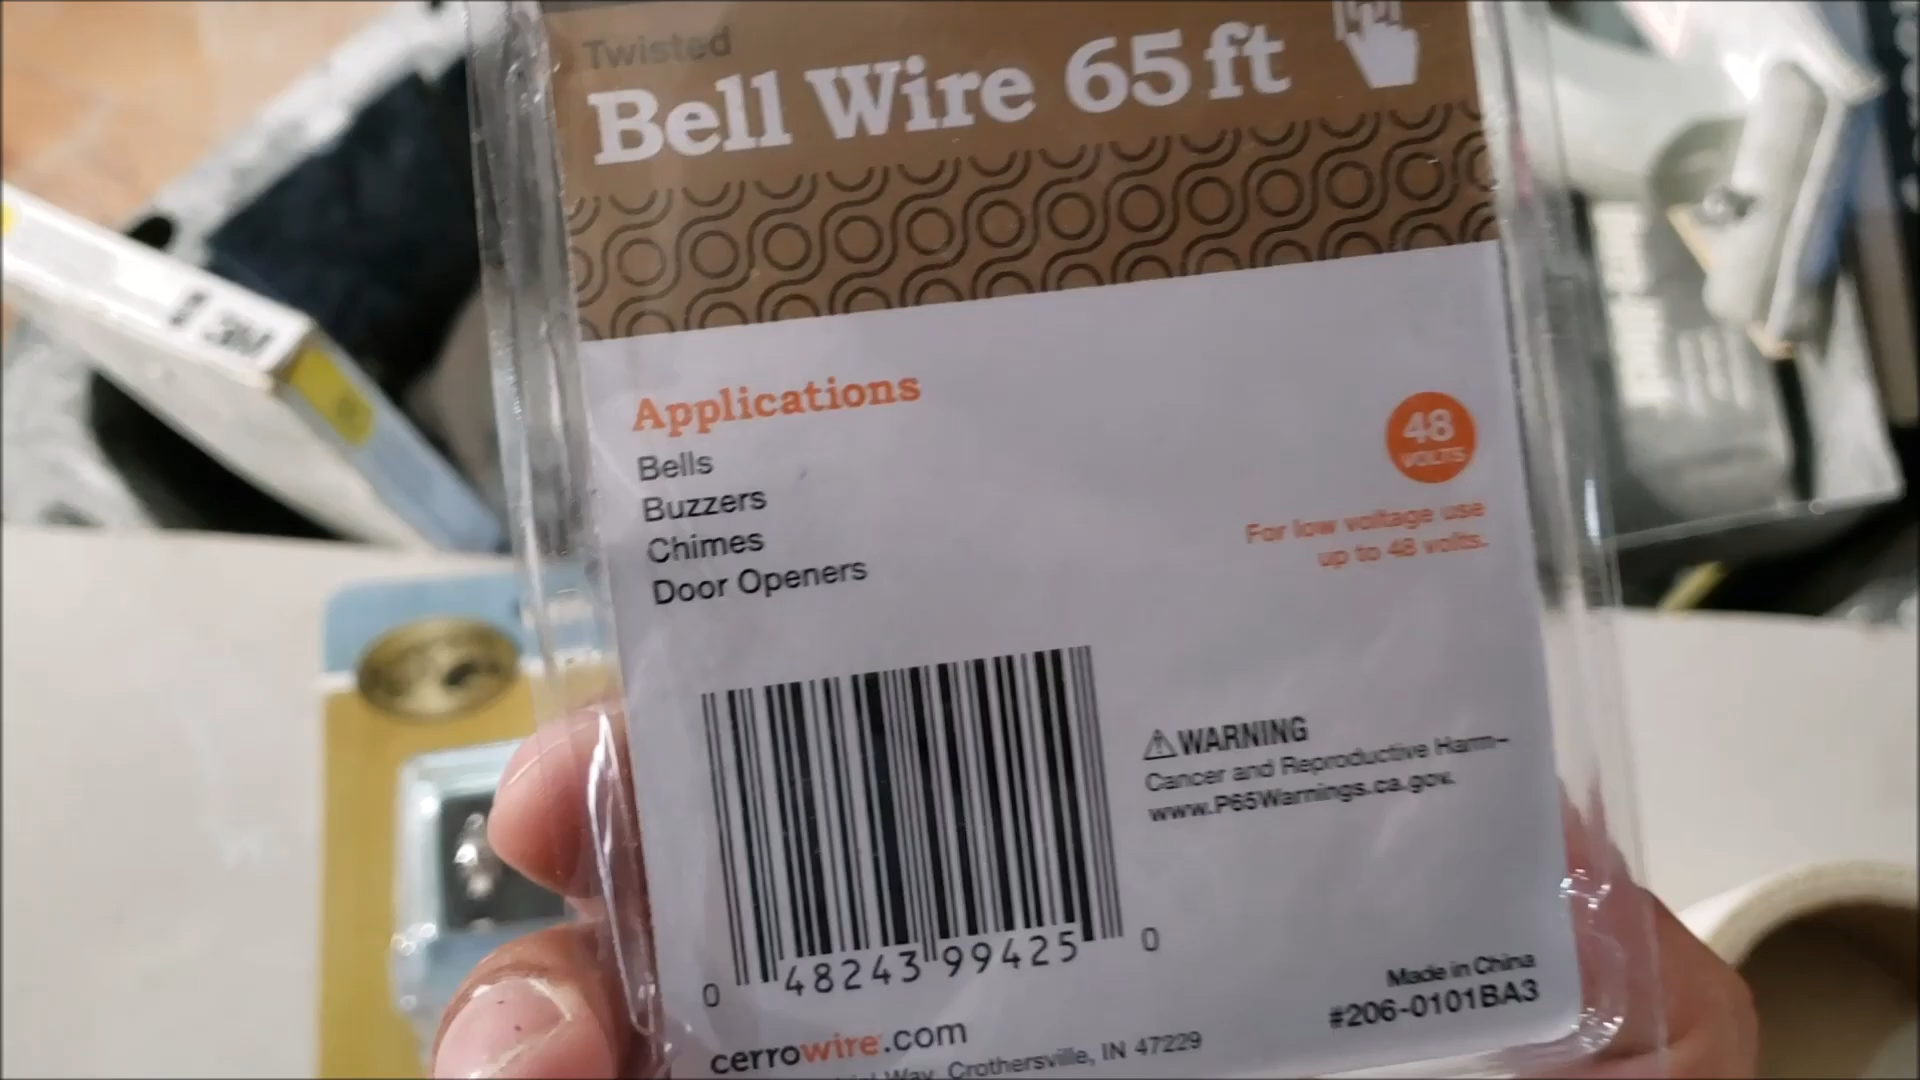 Twisted
Bell Wire 65 ft
Applications
Bells
Buzzers
Chimes
Door Openers
48
VOLTS
For low voltage use
up to 48 volts.
⚠WARNING
Cancer and Reproductive Harm–
www.P65Warnings.ca.gov.
0 48243 99425 0
Made in China
#206-0101BA3
cerrowire.com
Way, Crothersville, IN 47229